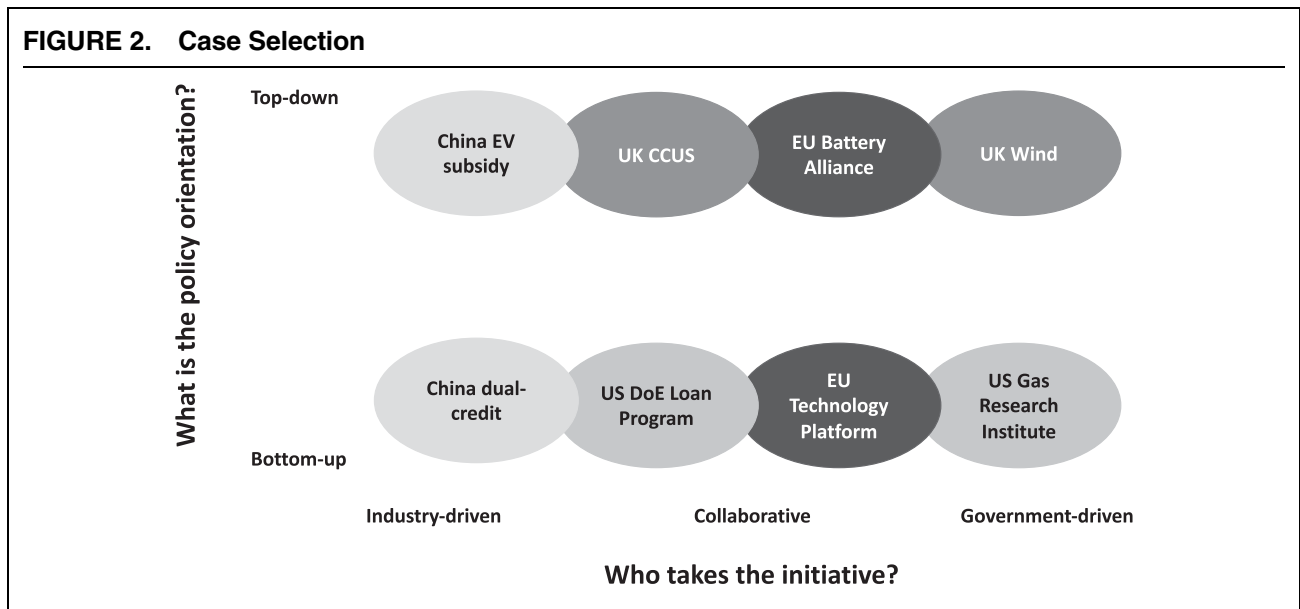 FIGURE 2. Case Selection
What is the policy orientation?
Top-down
China EV
subsidy
UK CCUS
EU Battery
Alliance
UK Wind
China dual-
credit
US DoE Loan
Program
EU
Technology
Platform
US Gas
Research
Institute
Bottom-up
Industry-driven
Collaborative
Government-driven
Who takes the initiative?